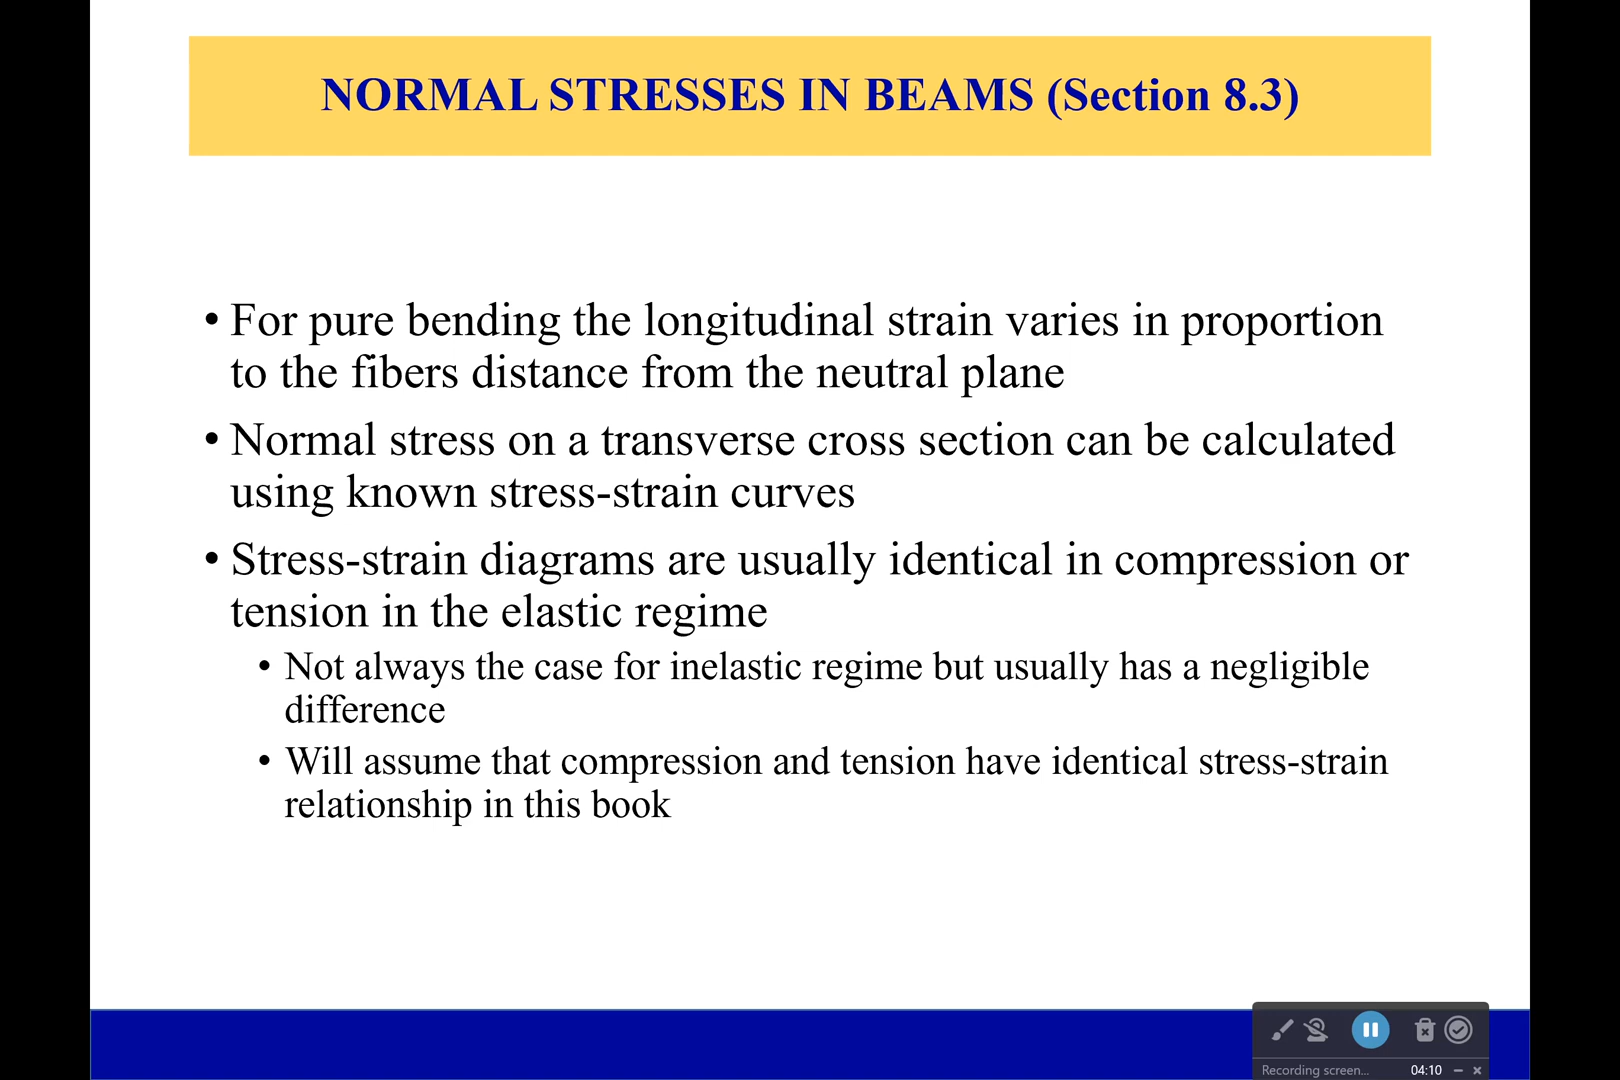 NORMAL STRESSES IN BEAMS (Section 8.3)
• For pure bending the longitudinal strain varies in proportion
to the fibers distance from the neutral plane
• Normal stress on a transverse cross section can be calculated
using known stress-strain curves
• Stress-strain diagrams are usually identical in compression or
tension in the elastic regime
• Not always the case for inelastic regime but usually has a negligible
difference
• Will assume that compression and tension have identical stress-strain
relationship in this book
Recording screen... 04:10